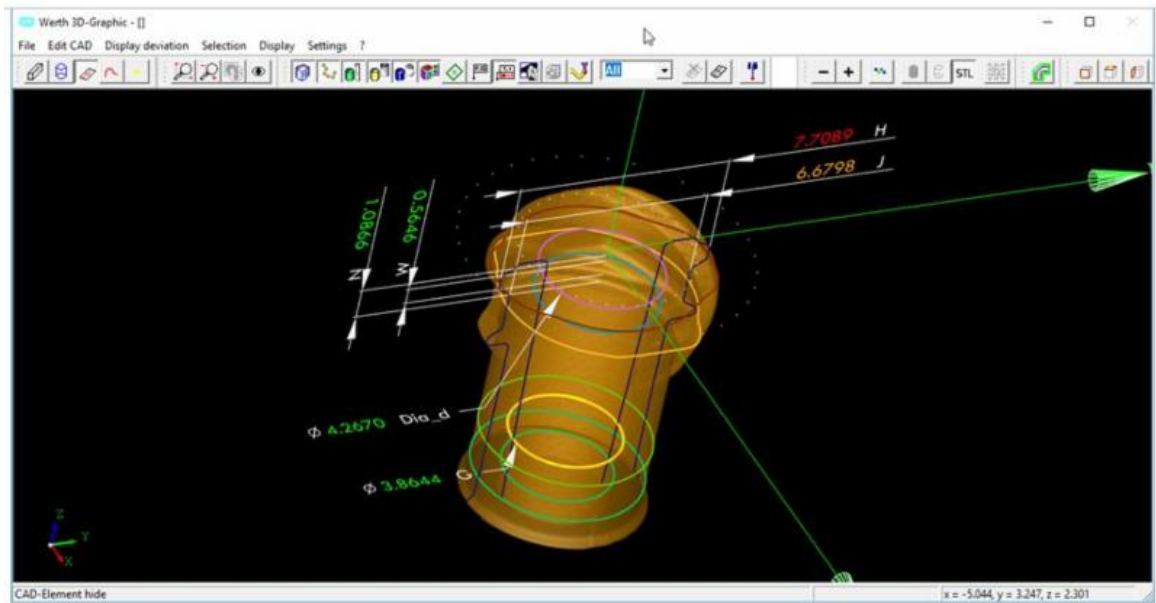 Werth 3D-Graphic - []
File Edit CAD Display deviation Selection Display Settings ?
All
STL
7.7089 H
6.6798 J
1.0866
0.5646
N
M
Ø 4.2670 Dia_d
Ø 3.8644 G
Z
Y
X
CAD-Element hide
x = -5.044, y = 3.247, z = 2.301